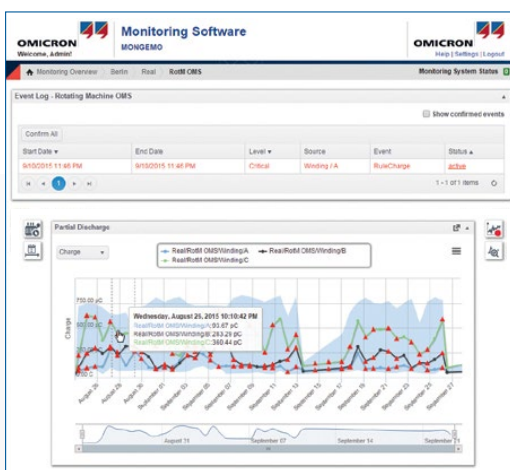 OMICRON
Welcome, Admin!
Monitoring Software
MONGEMO
OMICRON
Help | Settings | Logout
Monitoring Overview Berlin Real RotM OMS
Monitoring System Status 0
Event Log - Rotating Machine OMS
Show confirmed events
Confirm All
Start Date End Date Level Source Event Status
9/10/2015 11:46 PM 9/10/2015 11:46 PM Critical Winding / A RuleCharge active
1
1 - 1 of 1 items
Partial Discharge
Charge
Real/RotM OMS/Winding/A Real/RotM OMS/Winding/B
Real/RotM OMS/Winding/C
750.00 pC
Charge
0.00 C
Wednesday, August 26, 2015 10:10:42 PM
Real/RotM OMS/Winding/A: 93.67 pC
Real/RotM OMS/Winding/B: 283.29 pC
Real/RotM OMS/Winding/C: 360.44 pC
August 31 September 07 September 14 September 21